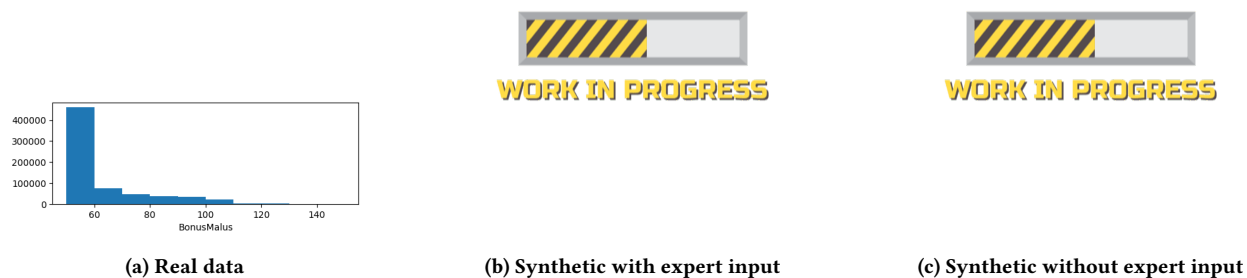 WORK IN PROGRESS
WORK IN PROGRESS
400000
300000
200000
100000
0
60 80 100 120 140
BonusMalus
(a) Real data
(b) Synthetic with expert input
(c) Synthetic without expert input